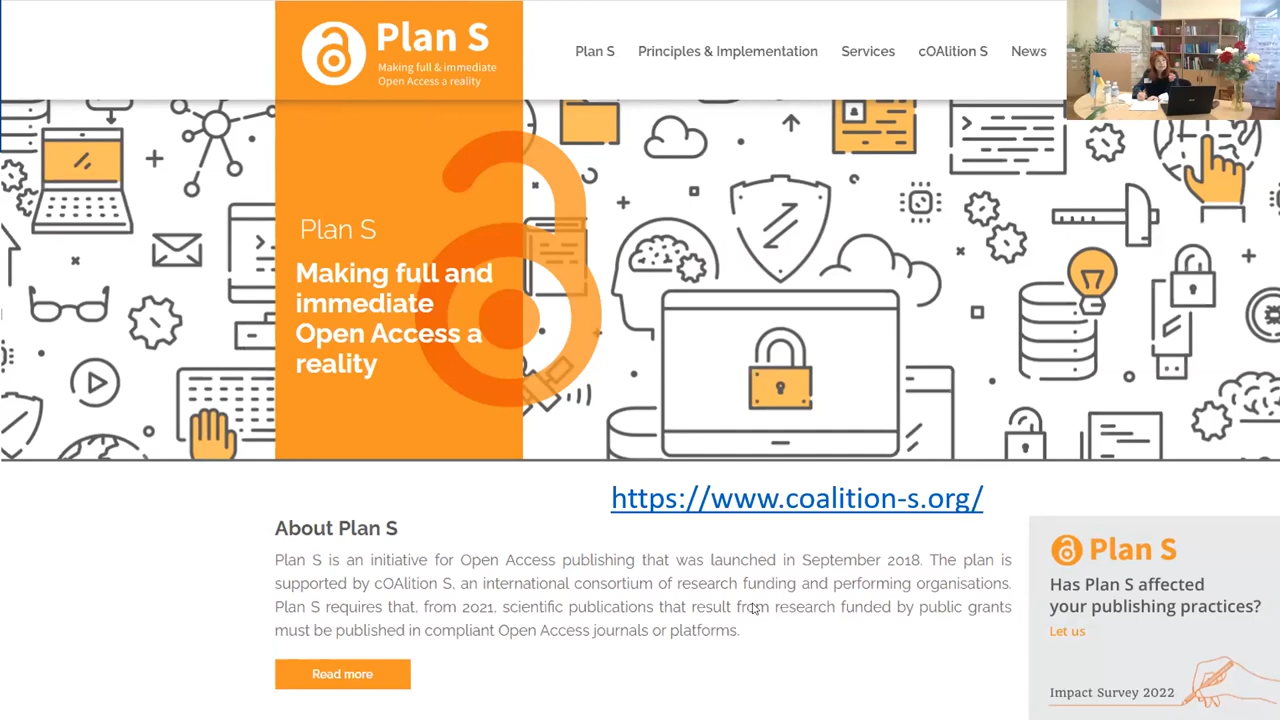 Plan S
Making full & immediate
Open Access a reality
Plan S
Principles & Implementation
Services
cOAlition S
News
Plan S
Making full and
immediate
Open Access a
reality
https://www.coalition-s.org/
About Plan S
Plan S is an initiative for Open Access publishing that was launched in September 2018. The plan is
supported by cOAlition S, an international consortium of research funding and performing organisations.
Plan S requires that, from 2021, scientific publications that result from research funded by public grants
must be published in compliant Open Access journals or platforms.
Read more
Plan S
Has Plan S affected
your publishing practices?
Let us
Impact Survey 2022